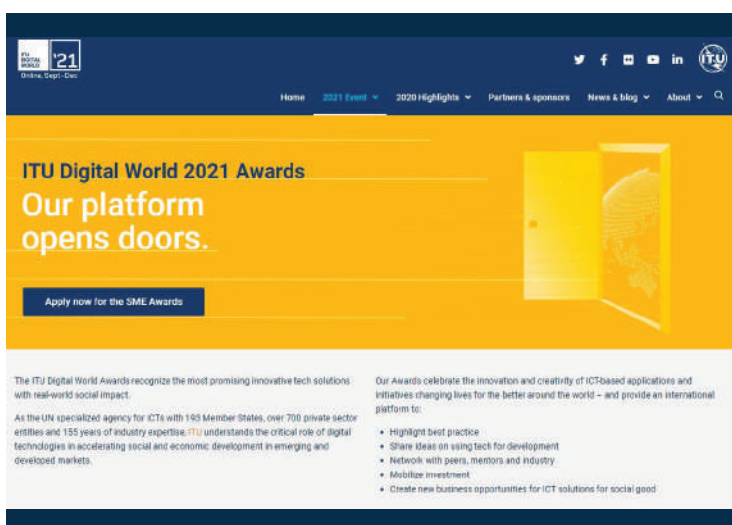 ITU
DIGITAL
WORLD
'21
Online, Sept - Dec
ITU
Home 2021 Event 2020 Highlights Partners & sponsors News & blog About
ITU Digital World 2021 Awards
Our platform
opens doors.
Apply now for the SME Awards
The ITU Digital World Awards recognize the most promising innovative tech solutions
with real-world social impact.
As the UN specialized agency for ICTs with 193 Member States, over 700 private sector
entities and 155 years of industry expertise, ITU understands the critical role of digital
technologies in accelerating social and economic development in emerging and
developed markets.
Our Awards celebrate the innovation and creativity of ICT-based applications and
initiatives changing lives for the better around the world – and provide an international
platform to:
• Highlight best practice
• Share ideas on using tech for development
• Network with peers, mentors and industry
• Mobilize investment
• Create new business opportunities for ICT solutions for social good